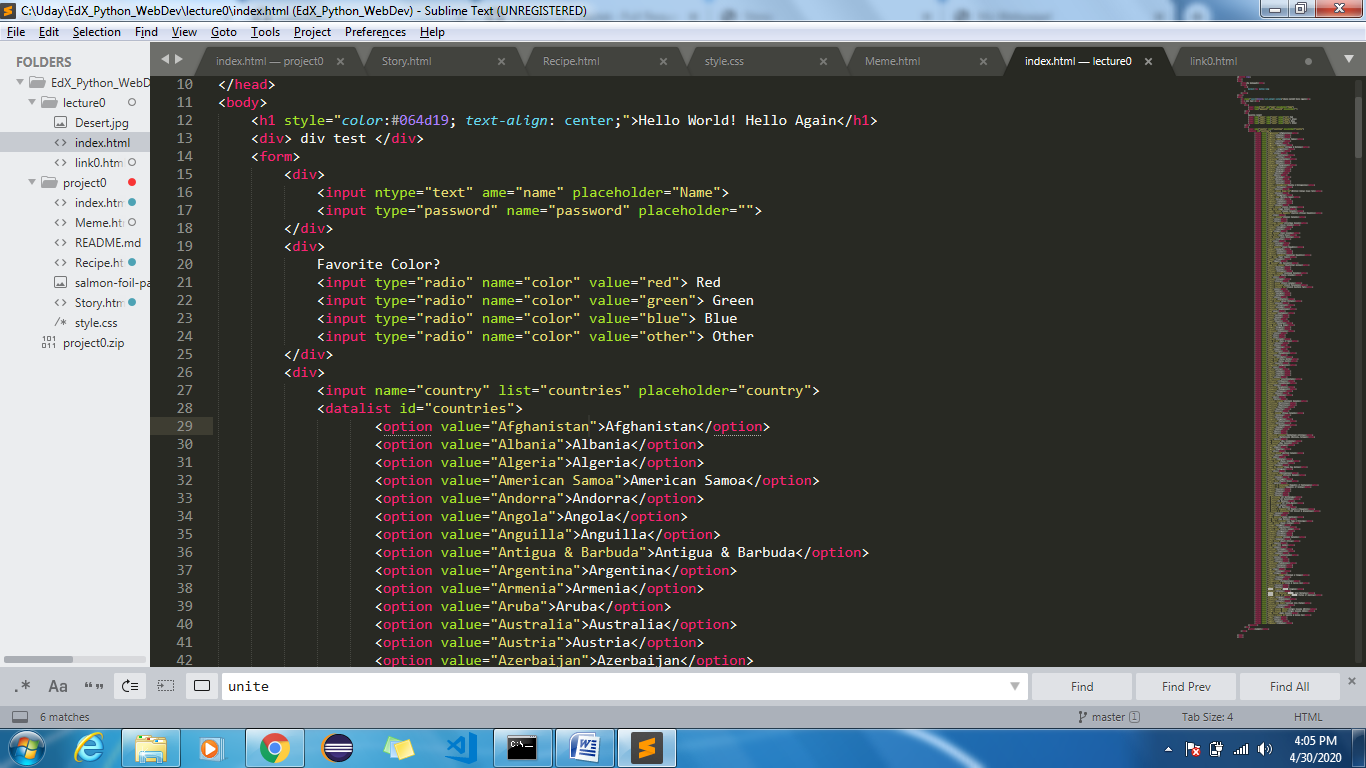 C:\Uday\EdX_Python_WebDev\lecture0\index.html (EdX_Python_WebDev) - Sublime Text (UNREGISTERED)
File Edit Selection Find View Goto Tools Project Preferences Help
FOLDERS
EdX_Python_WebD
lecture0
Desert.jpg
index.html
link0.htm
project0
index.htm
Meme.ht
README.md
Recipe.ht
salmon-foil-pa
Story.htm
style.css
project0.zip
index.html — project0 Story.html Recipe.html style.css Meme.html index.html — lecture0 link0.html
10 </head>
11 <body>
12 <h1 style="color:#064d19; text-align: center;">Hello World! Hello Again</h1>
13 <div> div test </div>
14 <form>
15 <div>
16 <input ntype="text" ame="name" placeholder="Name">
17 <input type="password" name="password" placeholder="">
18 </div>
19 <div>
20 Favorite Color?
21 <input type="radio" name="color" value="red"> Red
22 <input type="radio" name="color" value="green"> Green
23 <input type="radio" name="color" value="blue"> Blue
24 <input type="radio" name="color" value="other"> Other
25 </div>
26 <div>
27 <input name="country" list="countries" placeholder="country">
28 <datalist id="countries">
29 <option value="Afghanistan">Afghanistan</option>
30 <option value="Albania">Albania</option>
31 <option value="Algeria">Algeria</option>
32 <option value="American Samoa">American Samoa</option>
33 <option value="Andorra">Andorra</option>
34 <option value="Angola">Angola</option>
35 <option value="Anguilla">Anguilla</option>
36 <option value="Antigua & Barbuda">Antigua & Barbuda</option>
37 <option value="Argentina">Argentina</option>
38 <option value="Armenia">Armenia</option>
39 <option value="Aruba">Aruba</option>
40 <option value="Australia">Australia</option>
41 <option value="Austria">Austria</option>
42 <option value="Azerbaijan">Azerbaijan</option>
.* Aa “” unite Find Find Prev Find All
6 matches master 1 Tab Size: 4 HTML
4:05 PM
4/30/2020